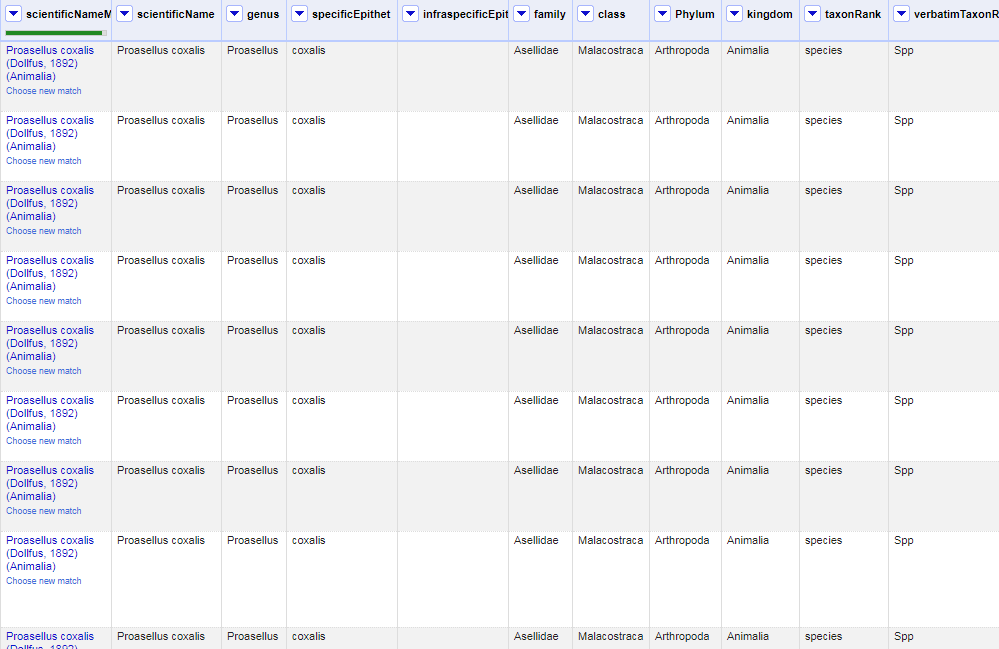 scientificNameM scientificName genus specificEpithet infraspecificEpit family class Phylum kingdom taxonRank verbatimTaxonR
Proasellus coxalis Proasellus coxalis Proasellus coxalis Asellidae Malacostraca Arthropoda Animalia species Spp
(Dollfus, 1892)
(Animalia)
Choose new match
Proasellus coxalis Proasellus coxalis Proasellus coxalis Asellidae Malacostraca Arthropoda Animalia species Spp
(Dollfus, 1892)
(Animalia)
Choose new match
Proasellus coxalis Proasellus coxalis Proasellus coxalis Asellidae Malacostraca Arthropoda Animalia species Spp
(Dollfus, 1892)
(Animalia)
Choose new match
Proasellus coxalis Proasellus coxalis Proasellus coxalis Asellidae Malacostraca Arthropoda Animalia species Spp
(Dollfus, 1892)
(Animalia)
Choose new match
Proasellus coxalis Proasellus coxalis Proasellus coxalis Asellidae Malacostraca Arthropoda Animalia species Spp
(Dollfus, 1892)
(Animalia)
Choose new match
Proasellus coxalis Proasellus coxalis Proasellus coxalis Asellidae Malacostraca Arthropoda Animalia species Spp
(Dollfus, 1892)
(Animalia)
Choose new match
Proasellus coxalis Proasellus coxalis Proasellus coxalis Asellidae Malacostraca Arthropoda Animalia species Spp
(Dollfus, 1892)
(Animalia)
Choose new match
Proasellus coxalis Proasellus coxalis Proasellus coxalis Asellidae Malacostraca Arthropoda Animalia species Spp
(Dollfus, 1892)
(Animalia)
Choose new match
Proasellus coxalis Proasellus coxalis Proasellus coxalis Asellidae Malacostraca Arthropoda Animalia species Spp
(Dollfus, 1892)